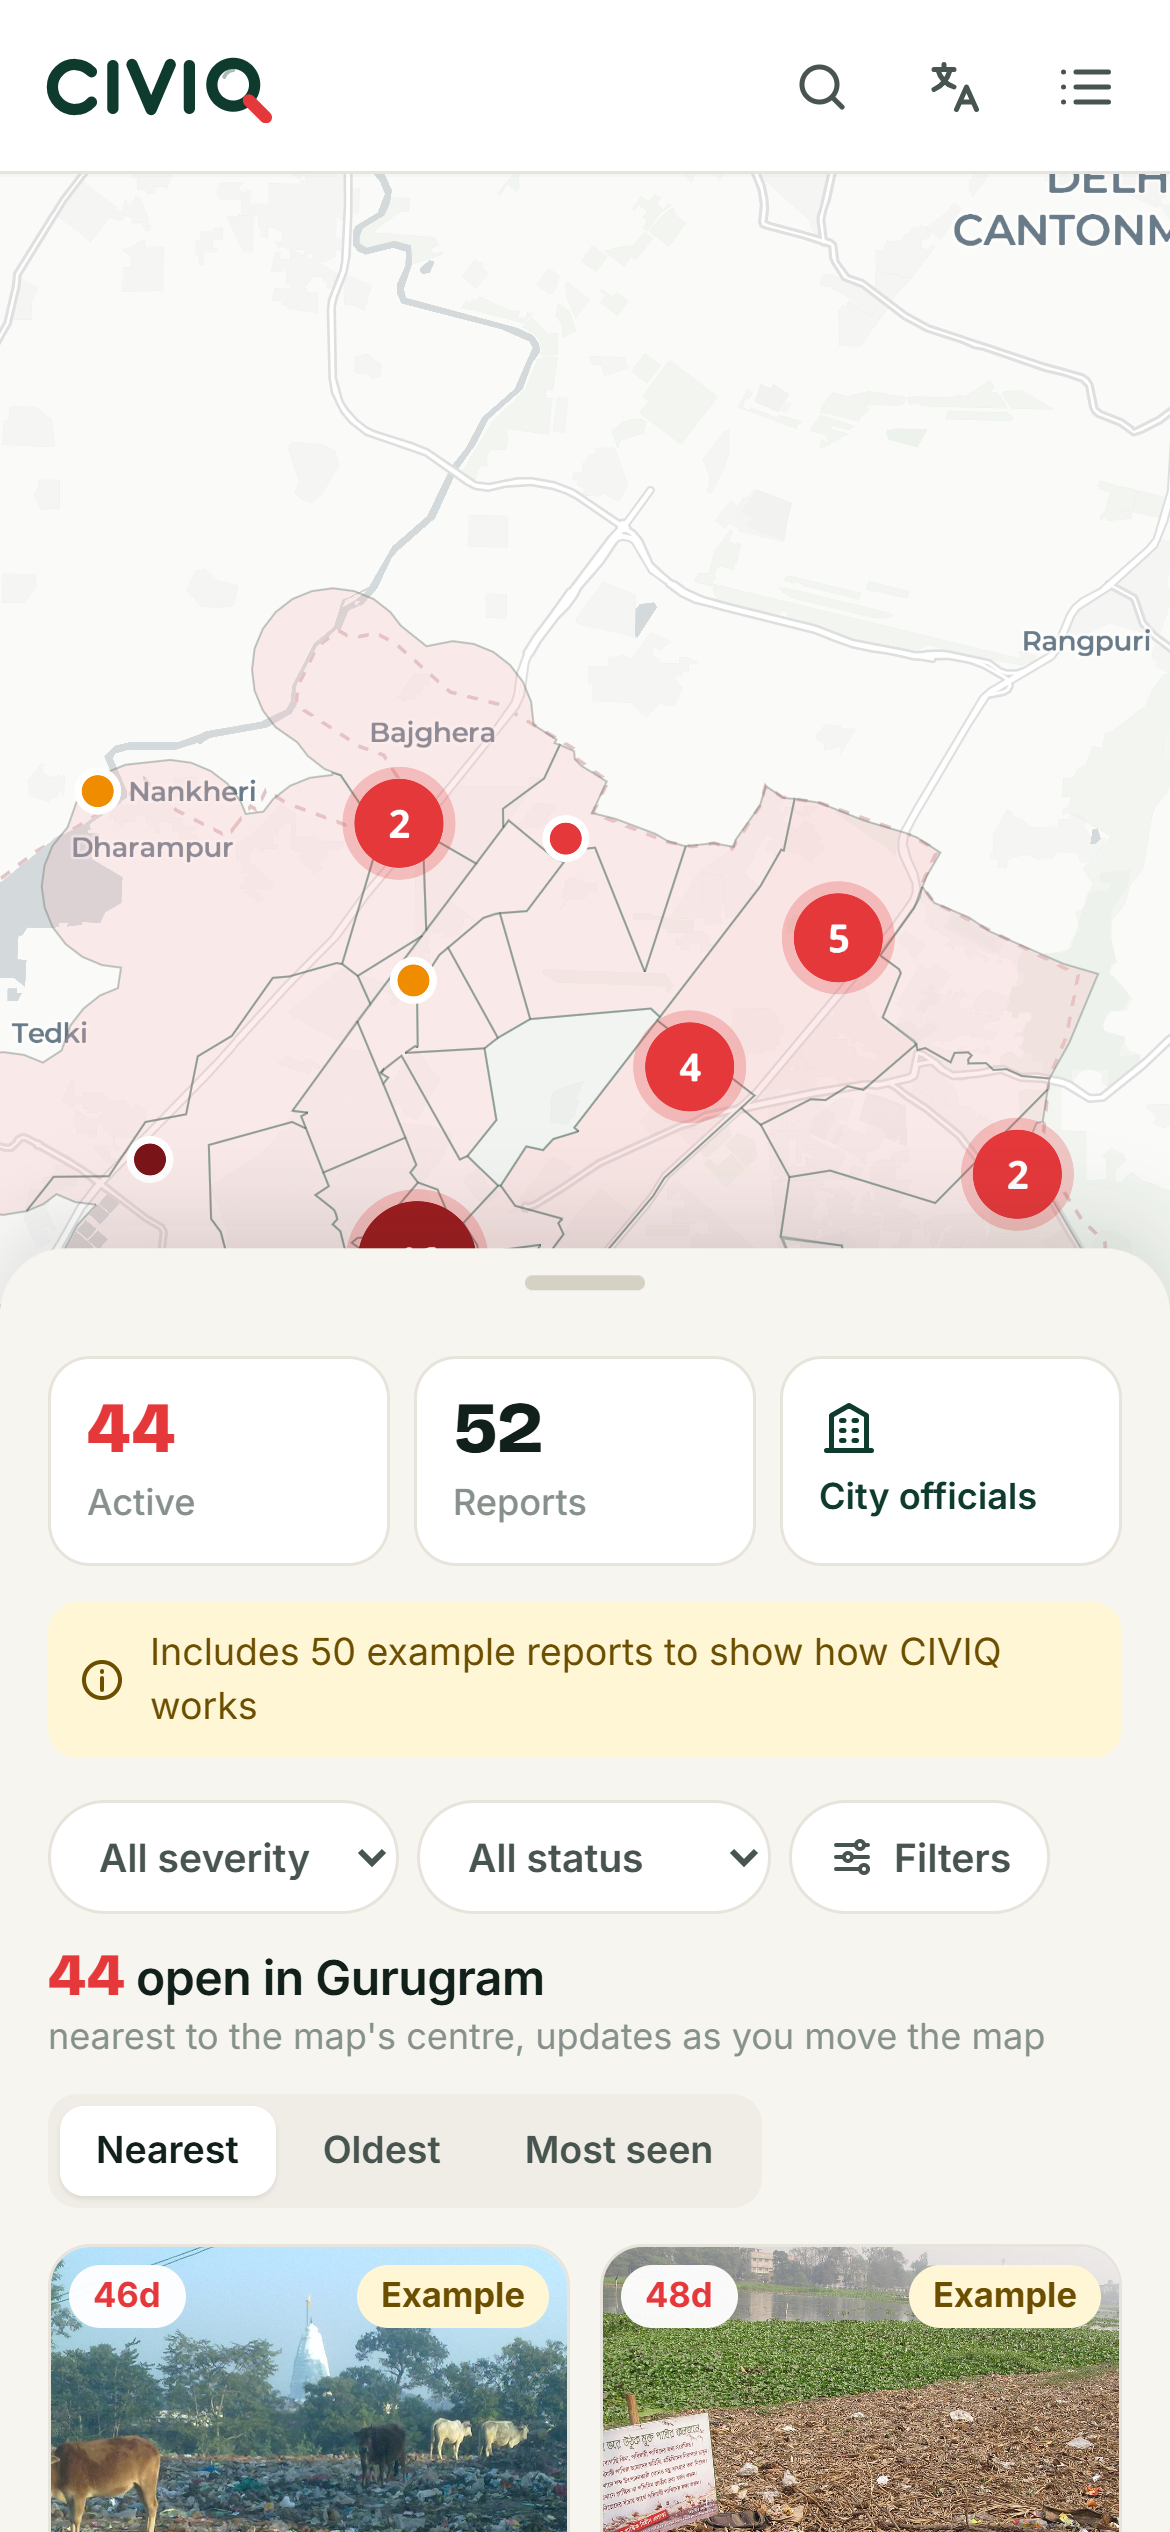 CIVIQ
DELH
CANTONM
Rangpuri
Bajghera
Nankheri
2
Dharampur
5
Tedki
4
2
44
Active
52
Reports
City officials
Includes 50 example reports to show how CIVIQ
works
All severity
All status
Filters
44 open in Gurugram
nearest to the map's centre, updates as you move the map
Nearest
Oldest
Most seen
46d
Example
48d
Example